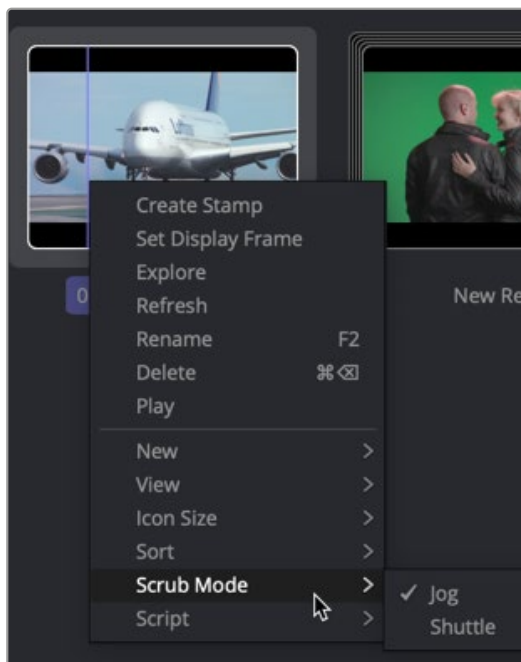 0
New Re
Create Stamp
Set Display Frame
Explore
Refresh
Rename F2
Delete ⌘⌫
Play
New >
View >
Icon Size >
Sort >
Scrub Mode >
Script >
✓ Jog
Shuttle